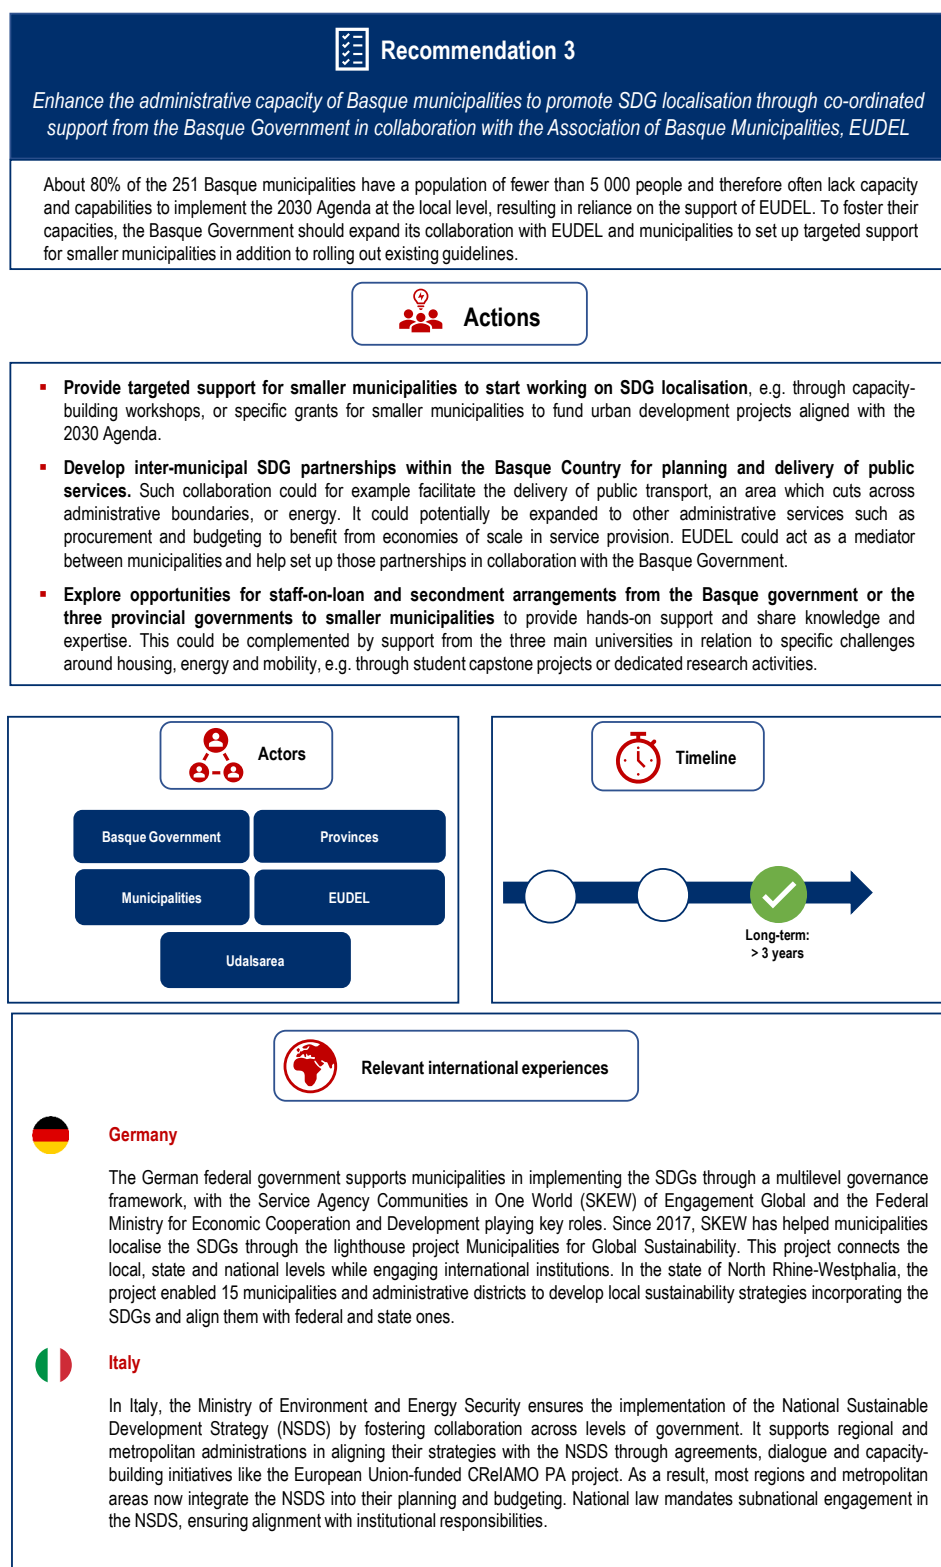 Recommendation 3
Enhance the administrative capacity of Basque municipalities to promote SDG localisation through co-ordinated
support from the Basque Government in collaboration with the Association of Basque Municipalities, EUDEL
About 80% of the 251 Basque municipalities have a population of fewer than 5 000 people and therefore often lack capacity
and capabilities to implement the 2030 Agenda at the local level, resulting in reliance on the support of EUDEL. To foster their
capacities, the Basque Government should expand its collaboration with EUDEL and municipalities to set up targeted support
for smaller municipalities in addition to rolling out existing guidelines.
Actions
▪ Provide targeted support for smaller municipalities to start working on SDG localisation, e.g. through capacity-
building workshops, or specific grants for smaller municipalities to fund urban development projects aligned with the
2030 Agenda.
▪ Develop inter-municipal SDG partnerships within the Basque Country for planning and delivery of public
services. Such collaboration could for example facilitate the delivery of public transport, an area which cuts across
administrative boundaries, or energy. It could potentially be expanded to other administrative services such as
procurement and budgeting to benefit from economies of scale in service provision. EUDEL could act as a mediator
between municipalities and help set up those partnerships in collaboration with the Basque Government.
▪ Explore opportunities for staff-on-loan and secondment arrangements from the Basque government or the
three provincial governments to smaller municipalities to provide hands-on support and share knowledge and
expertise. This could be complemented by support from the three main universities in relation to specific challenges
around housing, energy and mobility, e.g. through student capstone projects or dedicated research activities.
Actors
Basque Government
Provinces
Municipalities
EUDEL
Udalsarea
Timeline
Long-term:
> 3 years
Relevant international experiences
Germany
The German federal government supports municipalities in implementing the SDGs through a multilevel governance
framework, with the Service Agency Communities in One World (SKEW) of Engagement Global and the Federal
Ministry for Economic Cooperation and Development playing key roles. Since 2017, SKEW has helped municipalities
localise the SDGs through the lighthouse project Municipalities for Global Sustainability. This project connects the
local, state and national levels while engaging international institutions. In the state of North Rhine-Westphalia, the
project enabled 15 municipalities and administrative districts to develop local sustainability strategies incorporating the
SDGs and align them with federal and state ones.
Italy
In Italy, the Ministry of Environment and Energy Security ensures the implementation of the National Sustainable
Development Strategy (NSDS) by fostering collaboration across levels of government. It supports regional and
metropolitan administrations in aligning their strategies with the NSDS through agreements, dialogue and capacity-
building initiatives like the European Union-funded CReIAMO PA project. As a result, most regions and metropolitan
areas now integrate the NSDS into their planning and budgeting. National law mandates subnational engagement in
the NSDS, ensuring alignment with institutional responsibilities.